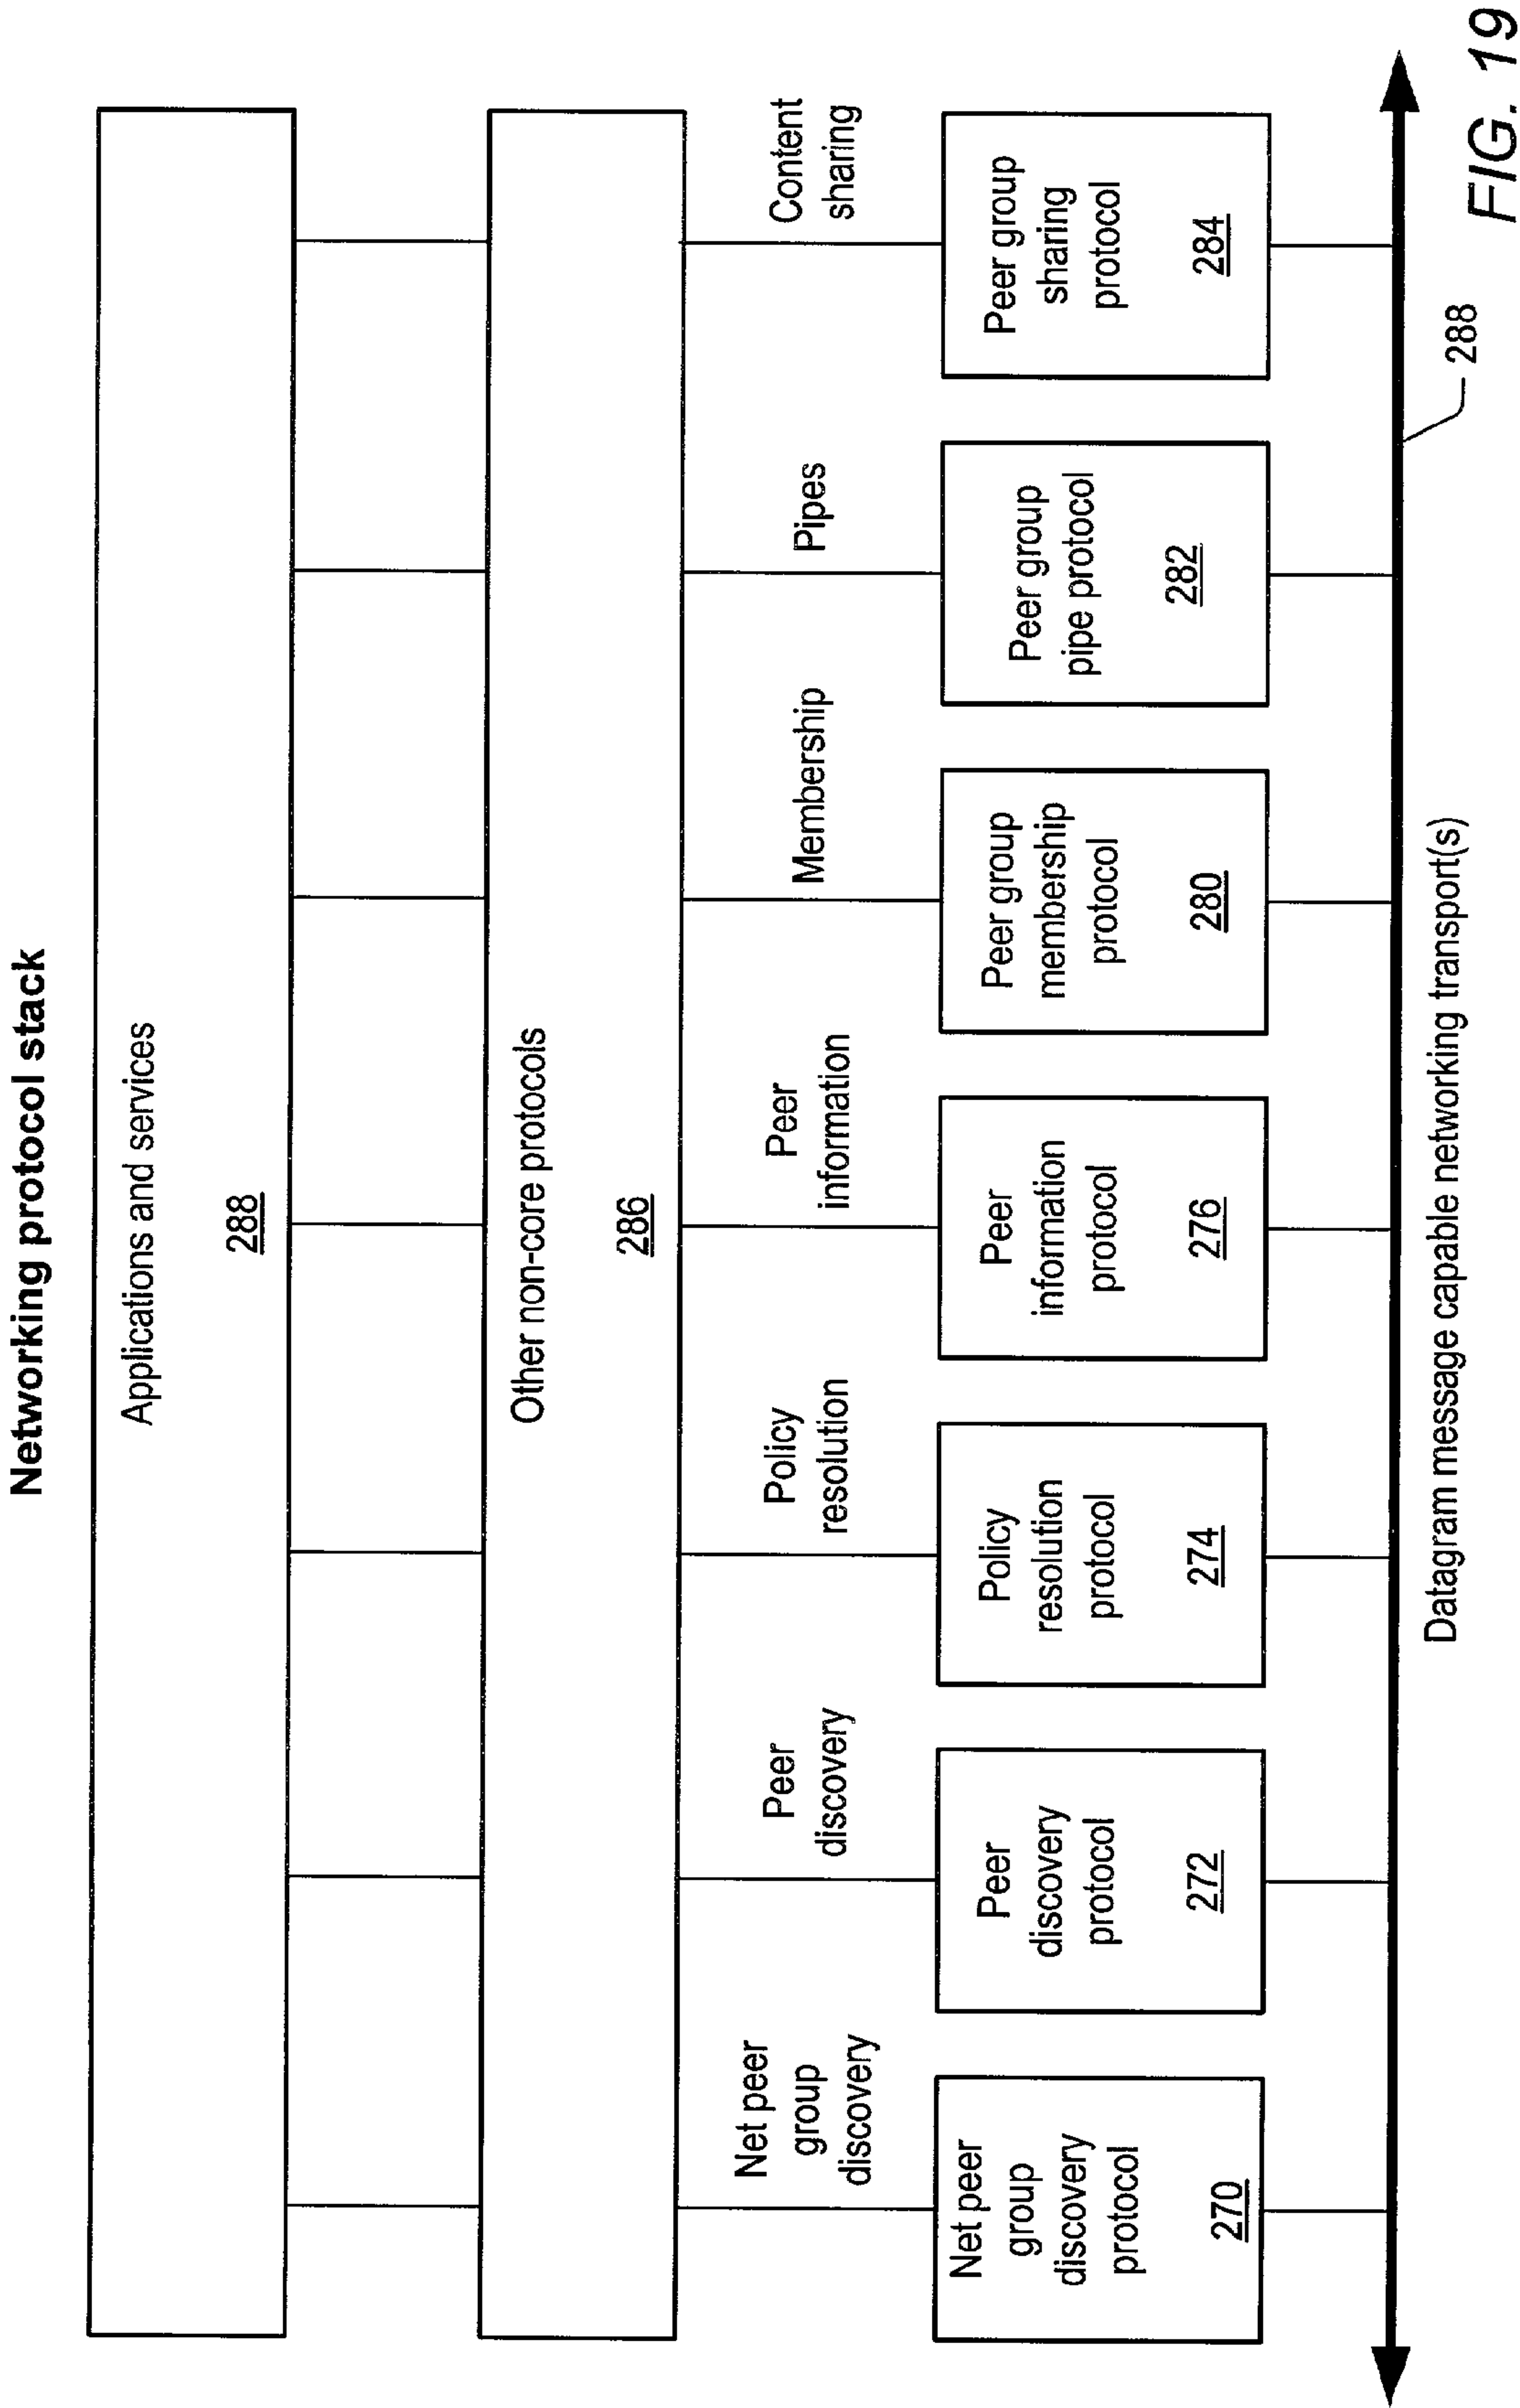 Networking protocol stack
Applications and services
288
Other non-core protocols
286
Net peer
group
discovery
Peer
discovery
Policy
resolution
Peer
information
Membership
Pipes
Content
sharing
Net peer
group
discovery
protocol
270
Peer
discovery
protocol
272
Policy
resolution
protocol
274
Peer
information
protocol
276
Peer group
membership
protocol
280
Peer group
pipe protocol
282
Peer group
sharing
protocol
284
288
Datagram message capable networking transport(s)
FIG. 19